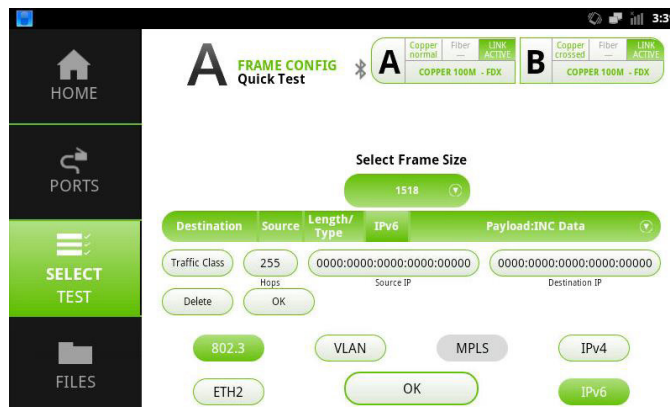 3:3
HOME
PORTS
SELECT
TEST
FILES
A
FRAME CONFIG
Quick Test
A
Copper
normal
Fiber
—
LINK
ACTIVE
COPPER 100M - FDX
B
Copper
crossed
Fiber
—
LINK
ACTIVE
COPPER 100M - FDX
Select Frame Size
1518
Destination Source Length/
Type IPv6 Payload:INC Data
Traffic Class 255 0000:0000:0000:0000:00000 0000:0000:0000:0000:00000
Hops Source IP Destination IP
Delete OK
802.3 VLAN MPLS IPv4
ETH2 OK IPv6